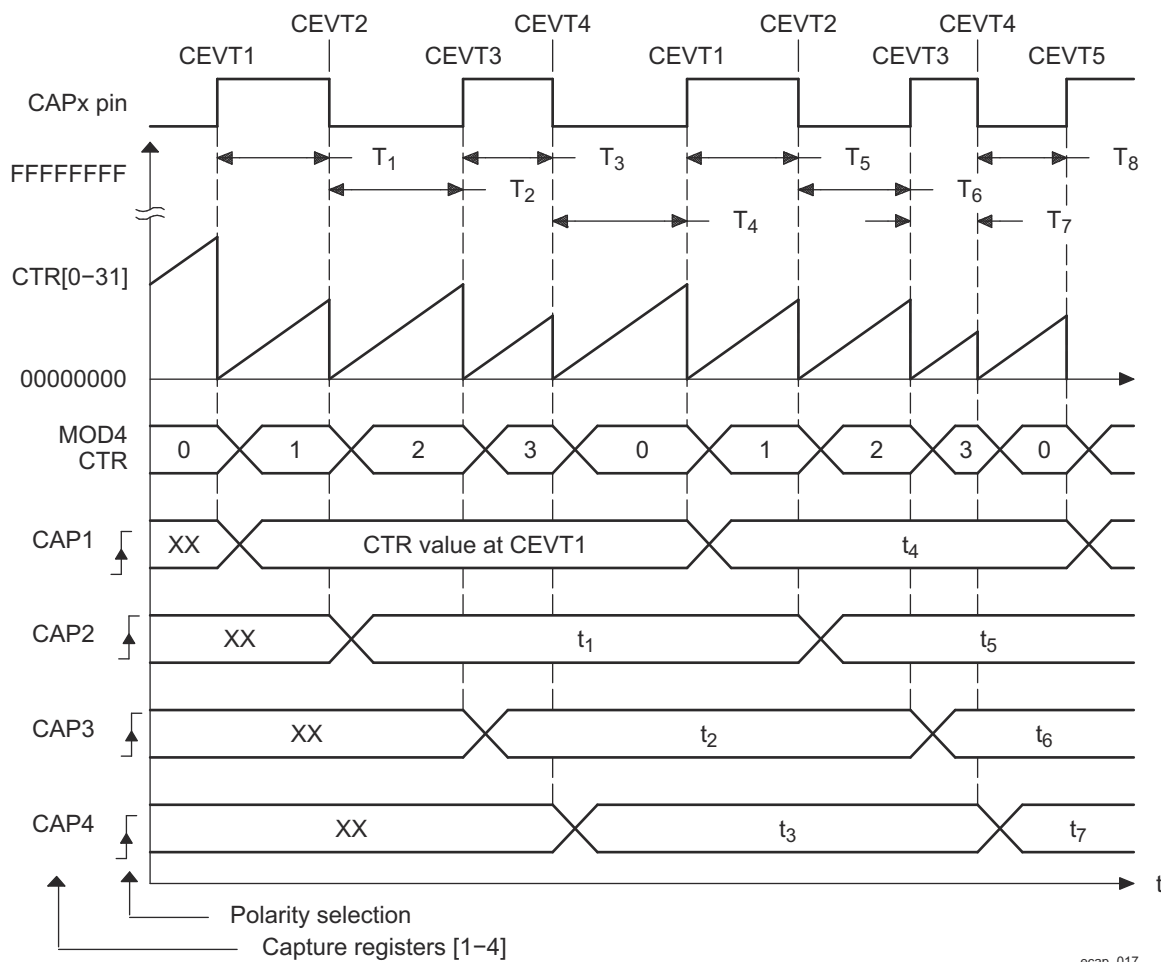 CEVT2 CEVT4 CEVT2 CEVT4
CEVT1 CEVT3 CEVT1 CEVT3 CEVT5
CAPx pin
T1 T3 T5 T8
FFFFFFFF
T2 T6
T4 T7
CTR[0−31]
00000000
MOD4
CTR
0 1 2 3 0 1 2 3 0
CAP1 XX CTR value at CEVT1 t4
CAP2 XX t1 t5
CAP3 XX t2 t6
CAP4 XX t3 t7
t
Polarity selection
Capture registers [1−4]
ecap_017